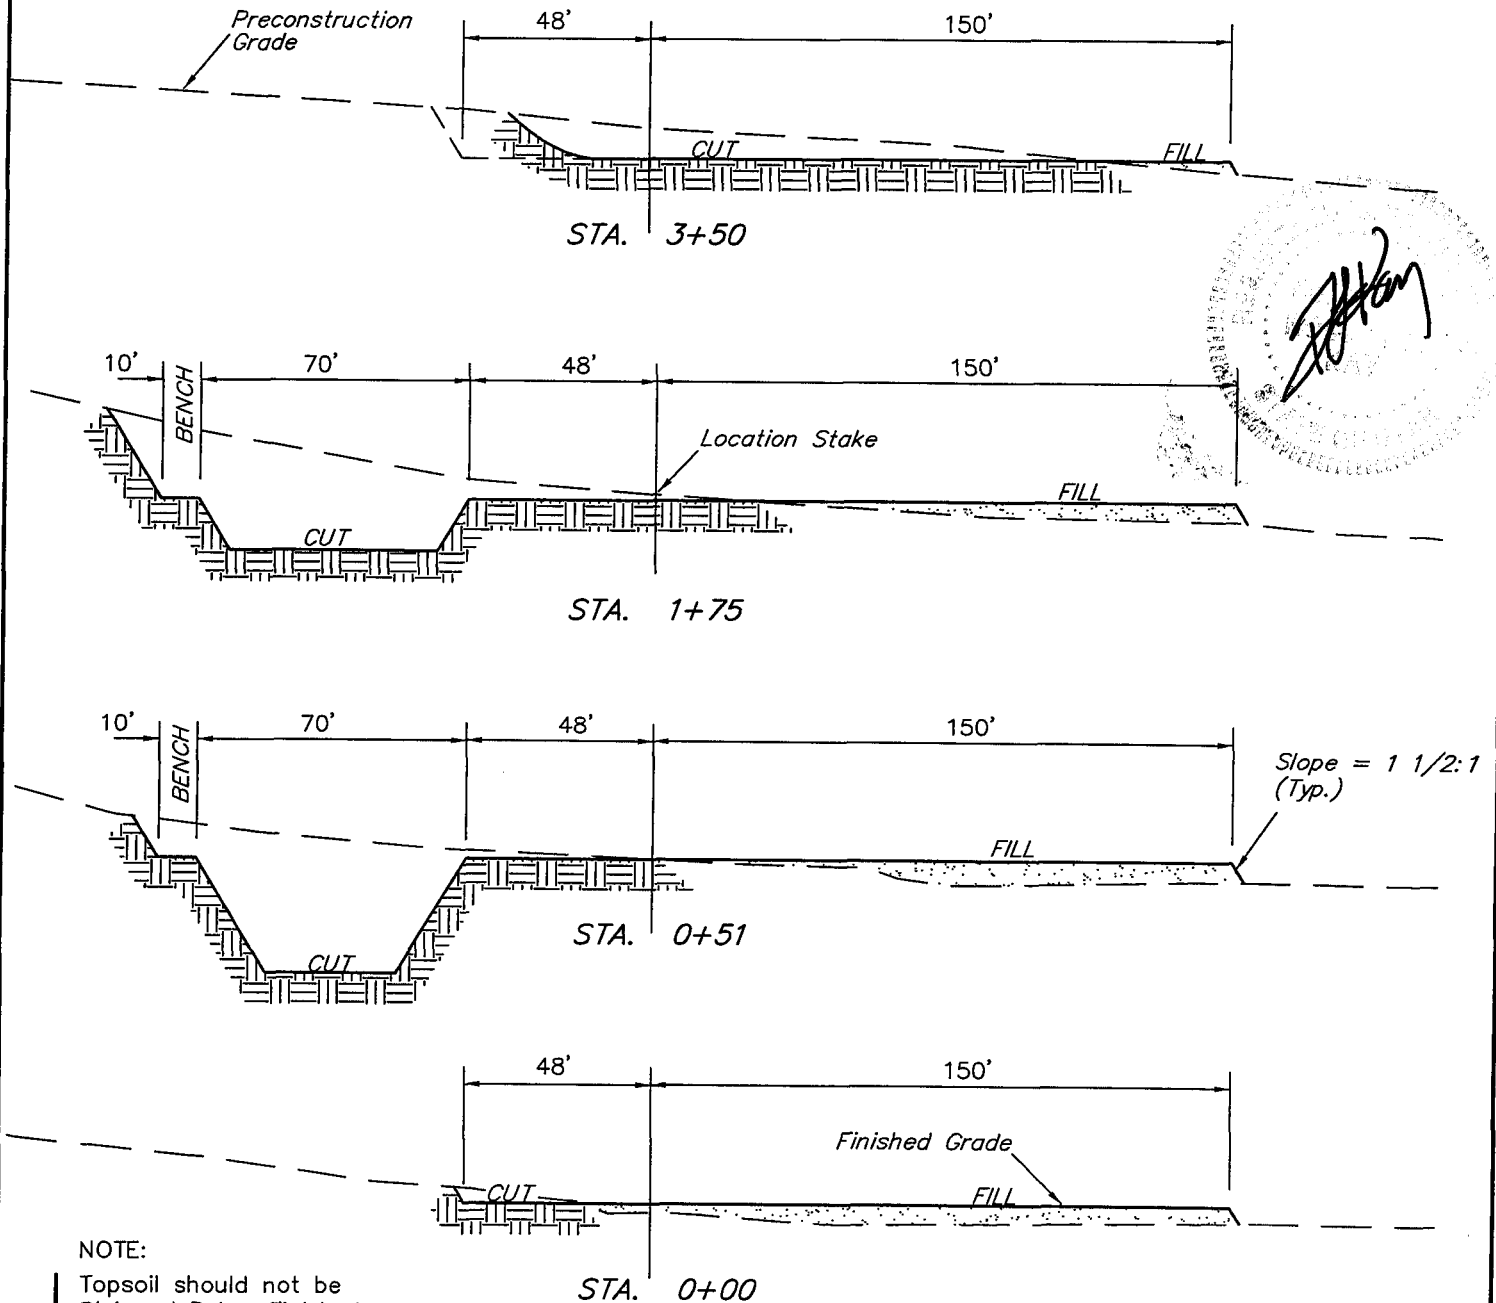 Preconstruction
Grade
48'
150'
CUT
FILL
STA. 3+50
10'
BENCH
70'
48'
150'
Location Stake
CUT
FILL
STA. 1+75
10'
BENCH
70'
48'
150'
Slope = 1 1/2:1
(Typ.)
CUT
FILL
STA. 0+51
48'
150'
Finished Grade
CUT
FILL
STA. 0+00
NOTE:
Topsoil should not be